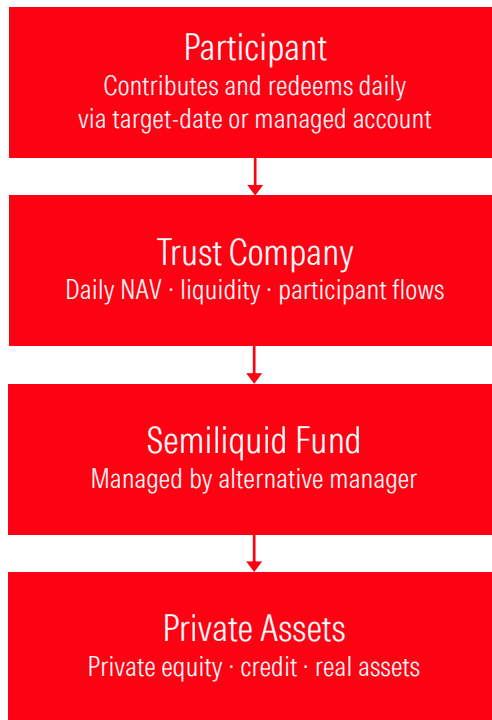 Participant
Contributes and redeems daily
via target-date or managed account
Trust Company
Daily NAV · liquidity · participant flows
Semiliquid Fund
Managed by alternative manager
Private Assets
Private equity · credit · real assets